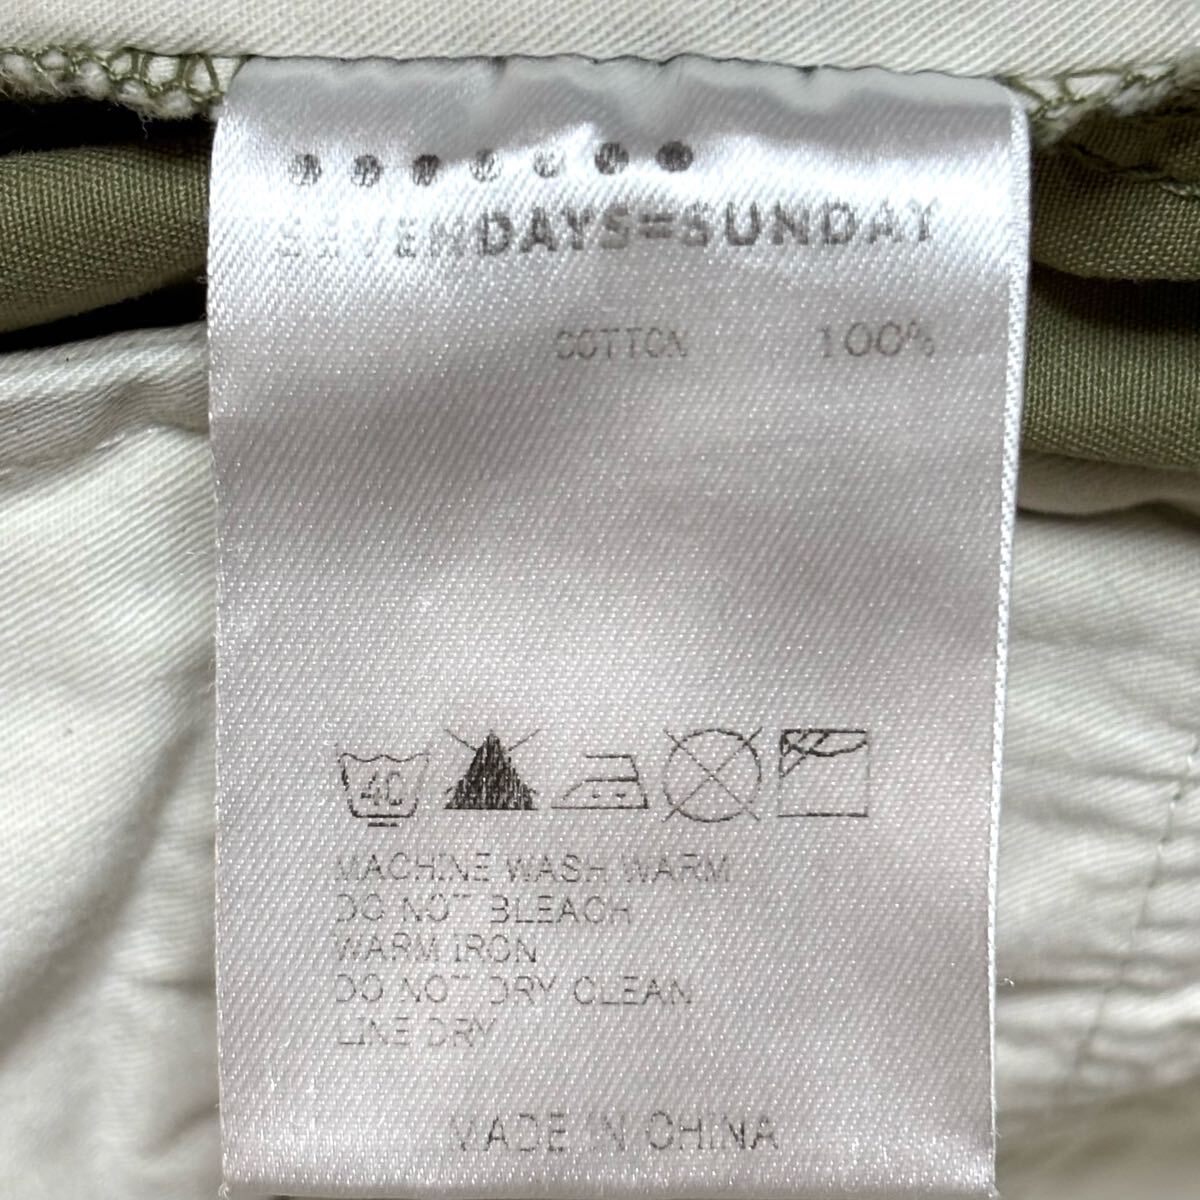 SEVENDAYS=SUNDAY
COTTON 100%
40
MACHINE WASH WARM
DO NOT BLEACH
WARM IRON
DO NOT DRY CLEAN
LINE DRY
MADE IN CHINA